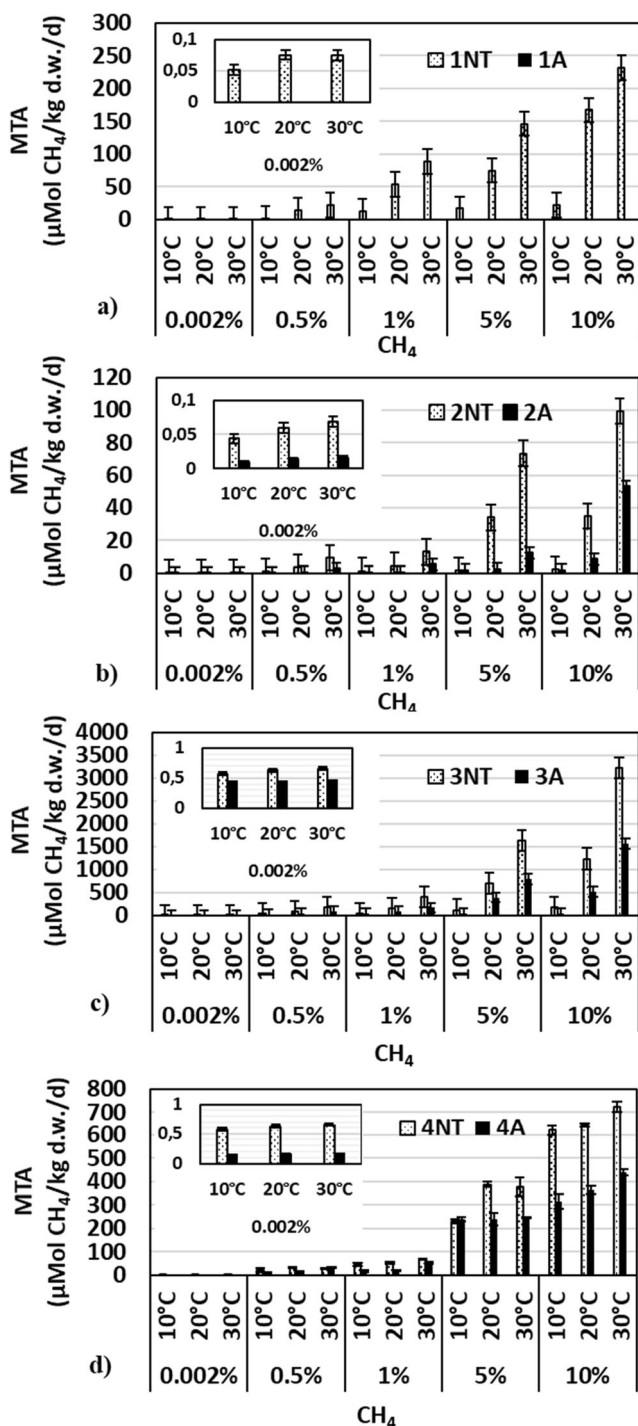 MTA
(µMol CH₄/kg d.w./d)
300
250
200
150
100
50
0
0,1
0,05
0
10°C 20°C 30°C
0.002%
1NT 1A
10°C 20°C 30°C 10°C 20°C 30°C 10°C 20°C 30°C 10°C 20°C 30°C 10°C 20°C 30°C
0.002% 0.5% 1% 5% 10%
a)
CH₄
MTA
(µMol CH₄/kg d.w./d)
120
100
80
60
40
20
0
0,1
0,05
0
10°C 20°C 30°C
0.002%
2NT 2A
10°C 20°C 30°C 10°C 20°C 30°C 10°C 20°C 30°C 10°C 20°C 30°C 10°C 20°C 30°C
0.002% 0.5% 1% 5% 10%
b)
CH₄
MTA
(µMol CH₄/kg d.w./d)
4000
3500
3000
2500
2000
1500
1000
500
0
1
0,5
0
10°C 20°C 30°C
0.002%
3NT 3A
10°C 20°C 30°C 10°C 20°C 30°C 10°C 20°C 30°C 10°C 20°C 30°C 10°C 20°C 30°C
0.002% 0.5% 1% 5% 10%
c)
CH₄
MTA
(µMol CH₄/kg d.w./d)
800
700
600
500
400
300
200
100
0
1
0,5
0
10°C 20°C 30°C
0.002%
4NT 4A
10°C 20°C 30°C 10°C 20°C 30°C 10°C 20°C 30°C 10°C 20°C 30°C 10°C 20°C 30°C
0.002% 0.5% 1% 5% 10%
d)
CH₄